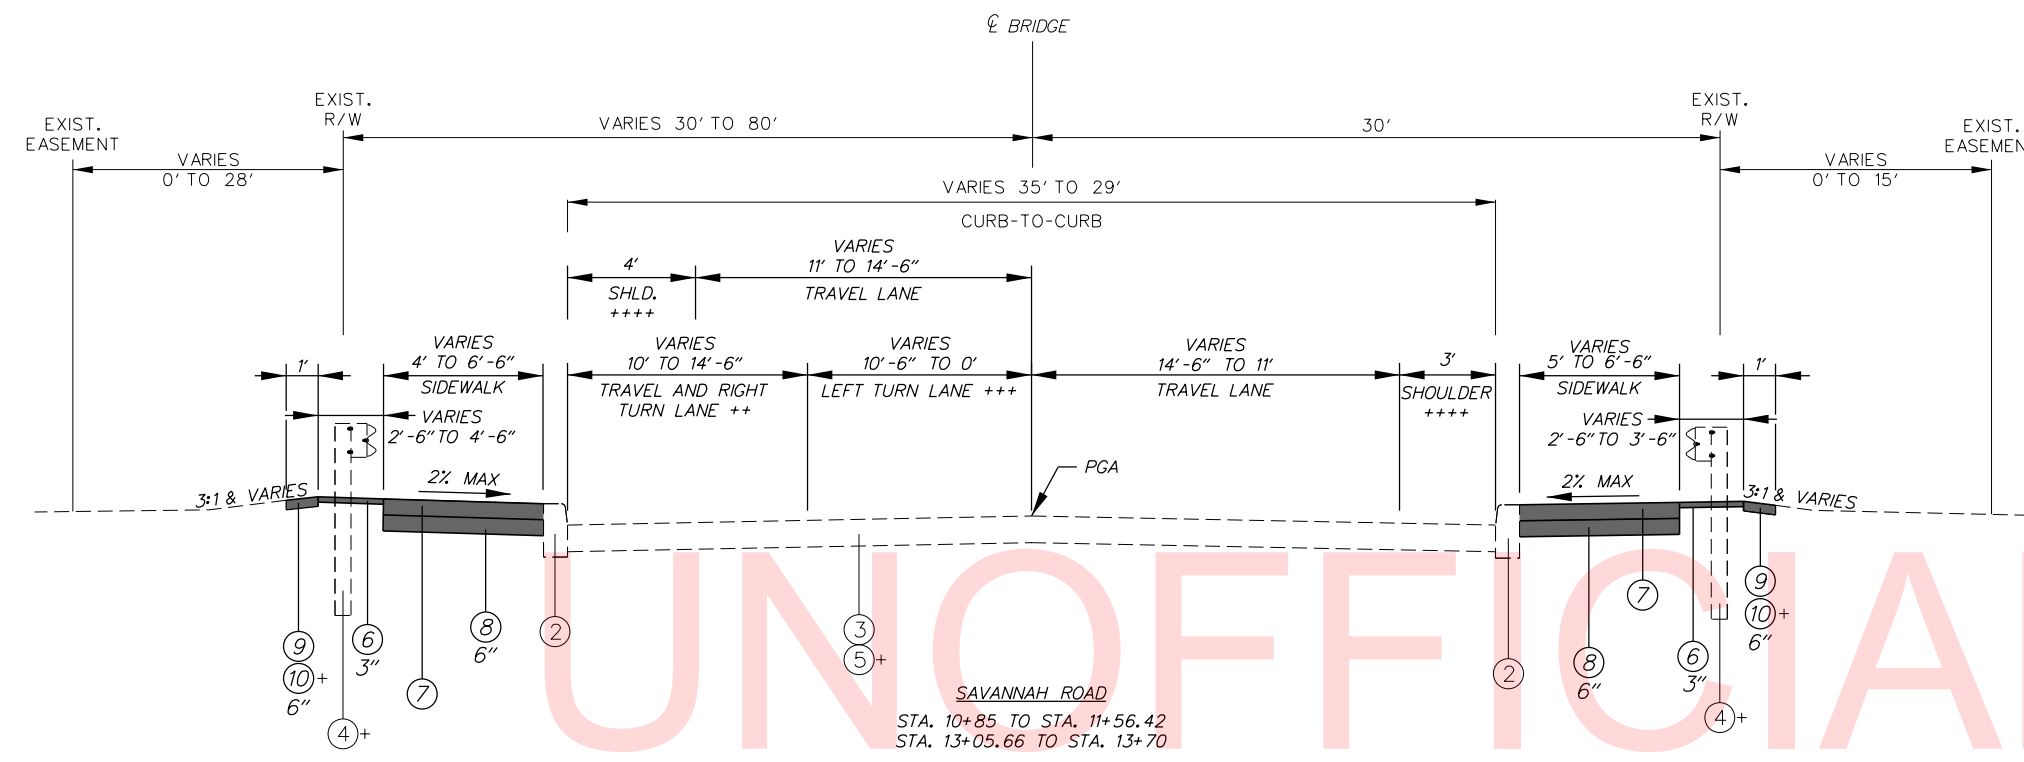 ℄ BRIDGE
EXIST.
R/W
EXIST.
R/W
EXIST.
EASEMENT
EXIST.
EASEMEN
VARIES 30' TO 80'
30'
VARIES
0' TO 28'
VARIES
0' TO 15'
VARIES 35' TO 29'
CURB-TO-CURB
4'
SHLD.
++++
VARIES
11' TO 14'-6"
TRAVEL LANE
1'
VARIES
4' TO 6'-6"
SIDEWALK
VARIES
10' TO 14'-6"
TRAVEL AND RIGHT
TURN LANE ++
VARIES
10'-6" TO 0'
LEFT TURN LANE +++
VARIES
14'-6" TO 11'
TRAVEL LANE
3'
SHOULDER
++++
VARIES
5' TO 6'-6"
SIDEWALK
1'
VARIES
2'-6" TO 4'-6"
VARIES
2'-6" TO 3'-6"
PGA
3:1 & VARIES
2% MAX
2% MAX
3:1 & VARIES
9
10+
6"
4+
6
3"
7
8
6"
2
3
5+
2
8
6"
7
6
3"
4+
9
10+
6"
SAVANNAH ROAD
STA. 10+85 TO STA. 11+56.42
STA. 13+05.66 TO STA. 13+70
UNOFFICIA